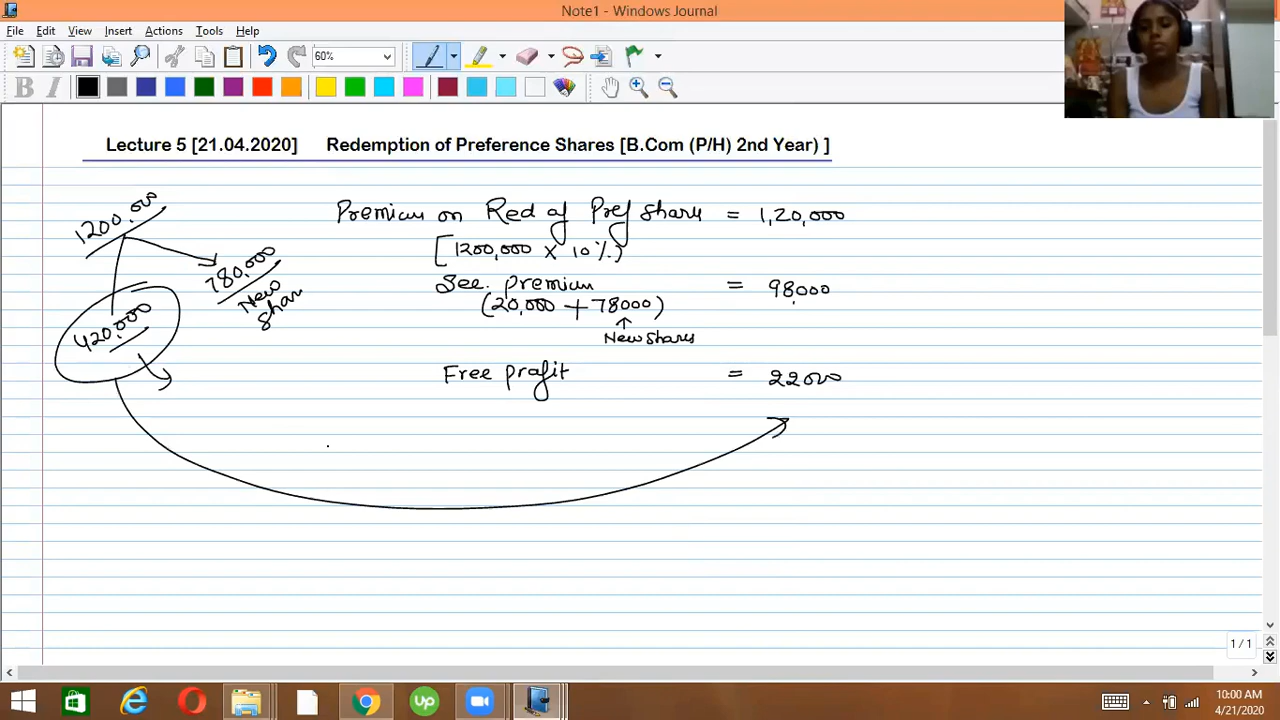 Note1 - Windows Journal
File Edit View Insert Actions Tools Help
60%
Lecture 5 [21.04.2020] Redemption of Preference Shares [B.Com (P/H) 2nd Year) ]
1200,000
780,000
New
Share
420,000
Premium on Red of Pref Share = 1,20,000
[1200,000 X 10%)
Sec. premium = 98000
(20,000 + 78000)
New Shares
Free profit = 22000
1 / 1
up
10:00 AM
4/21/2020